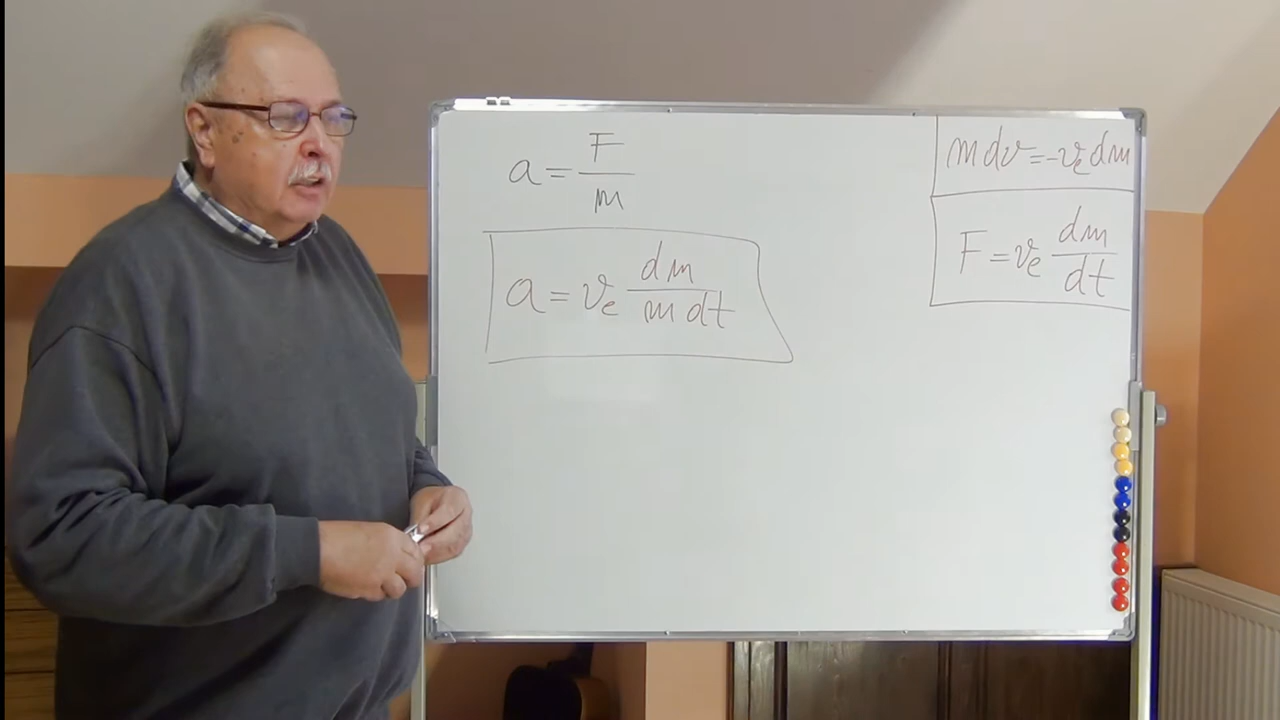 a = F/m
a = v_e dm/m dt
m dv = -v_e dm
F = v_e dm/dt